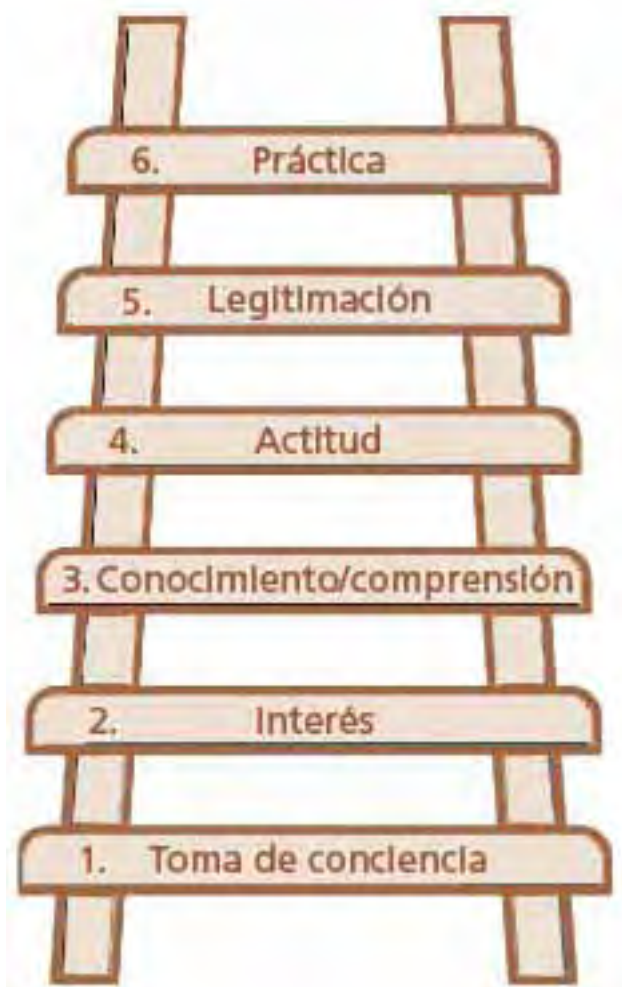 6. Práctica
5. Legitimación
4. Actitud
3. Conocimiento/comprensión
2. Interés
1. Toma de conciencia